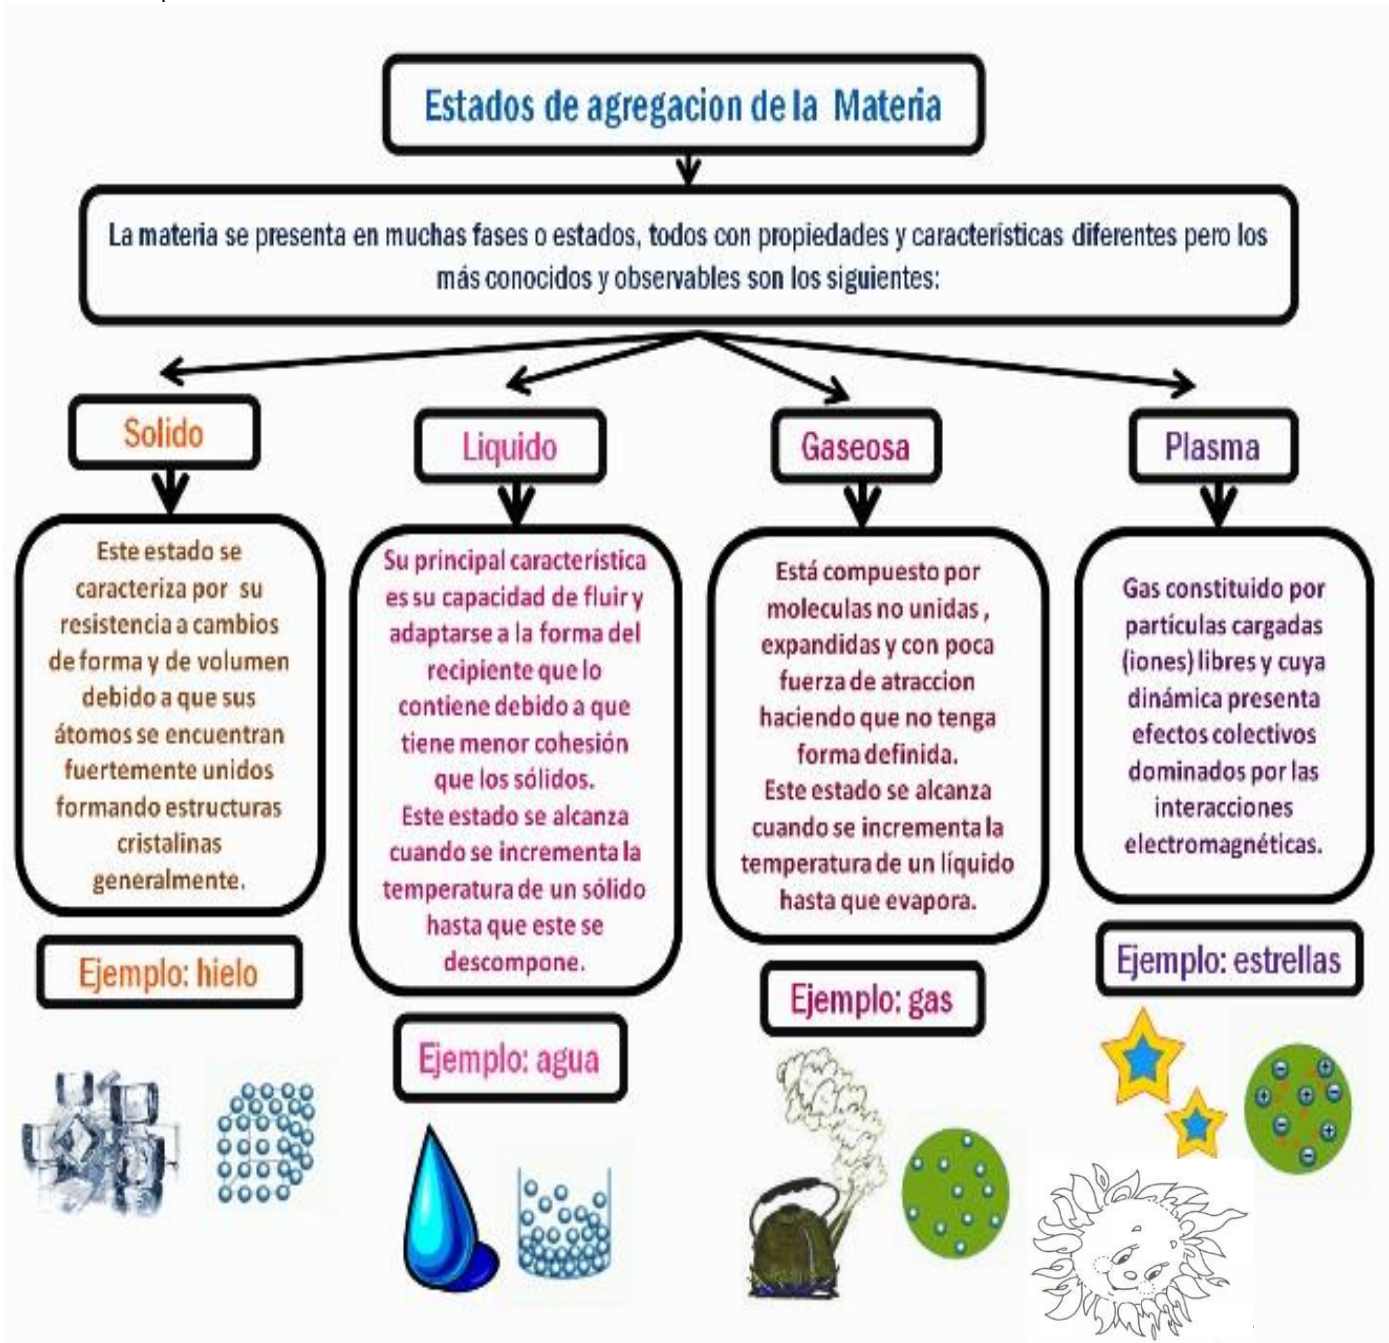 Estados de agregacion de la Materia
La materia se presenta en muchas fases o estados, todos con propiedades y características diferentes pero los
más conocidos y observables son los siguientes:
Solido
Este estado se
caracteriza por su
resistencia a cambios
de forma y de volumen
debido a que sus
átomos se encuentran
fuertemente unidos
formando estructuras
cristalinas
generalmente.
Ejemplo: hielo
Liquido
Su principal característica
es su capacidad de fluir y
adaptarse a la forma del
recipiente que lo
contiene debido a que
tiene menor cohesión
que los sólidos.
Este estado se alcanza
cuando se incrementa la
temperatura de un sólido
hasta que este se
descompone.
Ejemplo: agua
Gaseosa
Está compuesto por
moleculas no unidas ,
expandidas y con poca
fuerza de atraccion
haciendo que no tenga
forma definida.
Este estado se alcanza
cuando se incrementa la
temperatura de un líquido
hasta que evapora.
Ejemplo: gas
Plasma
Gas constituido por
partículas cargadas
(iones) libres y cuya
dinámica presenta
efectos colectivos
dominados por las
interacciones
electromagnéticas.
Ejemplo: estrellas